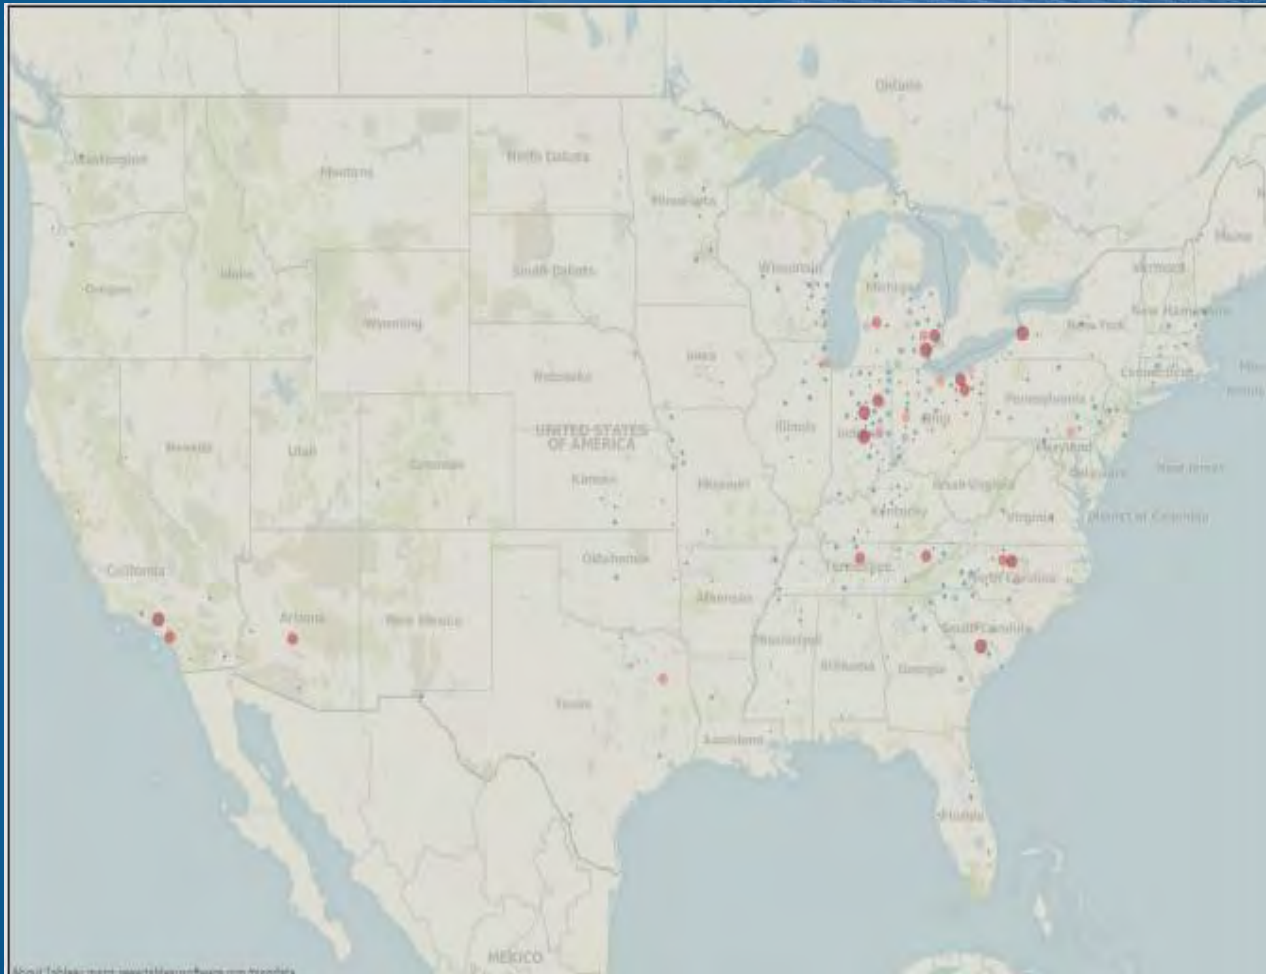 Ontario
Washington
Montana
North Dakota
Minnesota
Maine
Oregon
Idaho
South Dakota
Wisconsin
Michigan
Vermont
New Hampshire
Wyoming
New York
Iowa
Nebraska
Connecticut
Pennsylvania
UNITED STATES
OF AMERICA
Illinois
Ohio
Nevada
Utah
Colorado
Maryland
Delaware
New Jersey
Kansas
Missouri
West Virginia
Kentucky
Virginia
District of Columbia
California
Oklahoma
Tennessee
North Carolina
Arizona
New Mexico
Arkansas
Mississippi
Alabama
Georgia
South Carolina
Texas
Louisiana
Florida
MEXICO